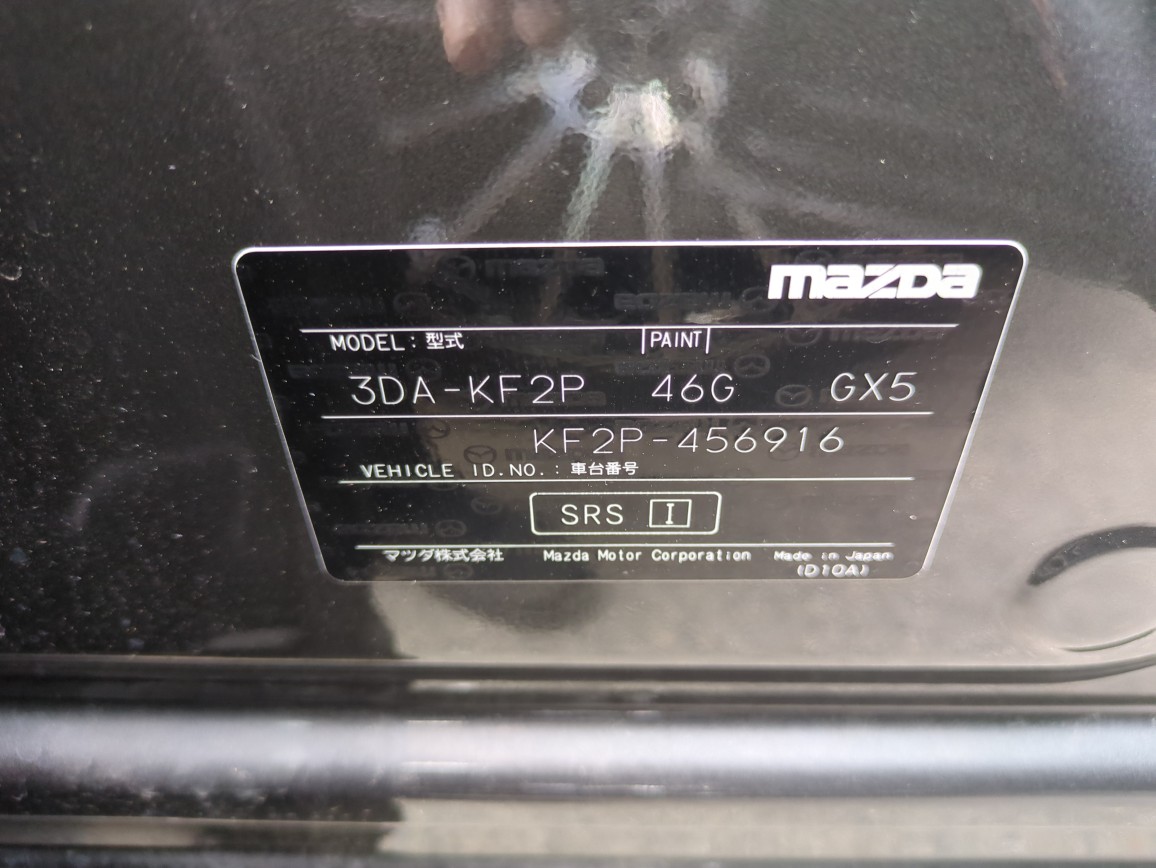 mazda
MODEL : 型式 PAINT
3DA-KF2P 46G GX5
KF2P-456916
VEHICLE ID.NO. : 車台番号
SRS I
マツダ株式会社 Mazda Motor Corporation Made in Japan
(D10A)